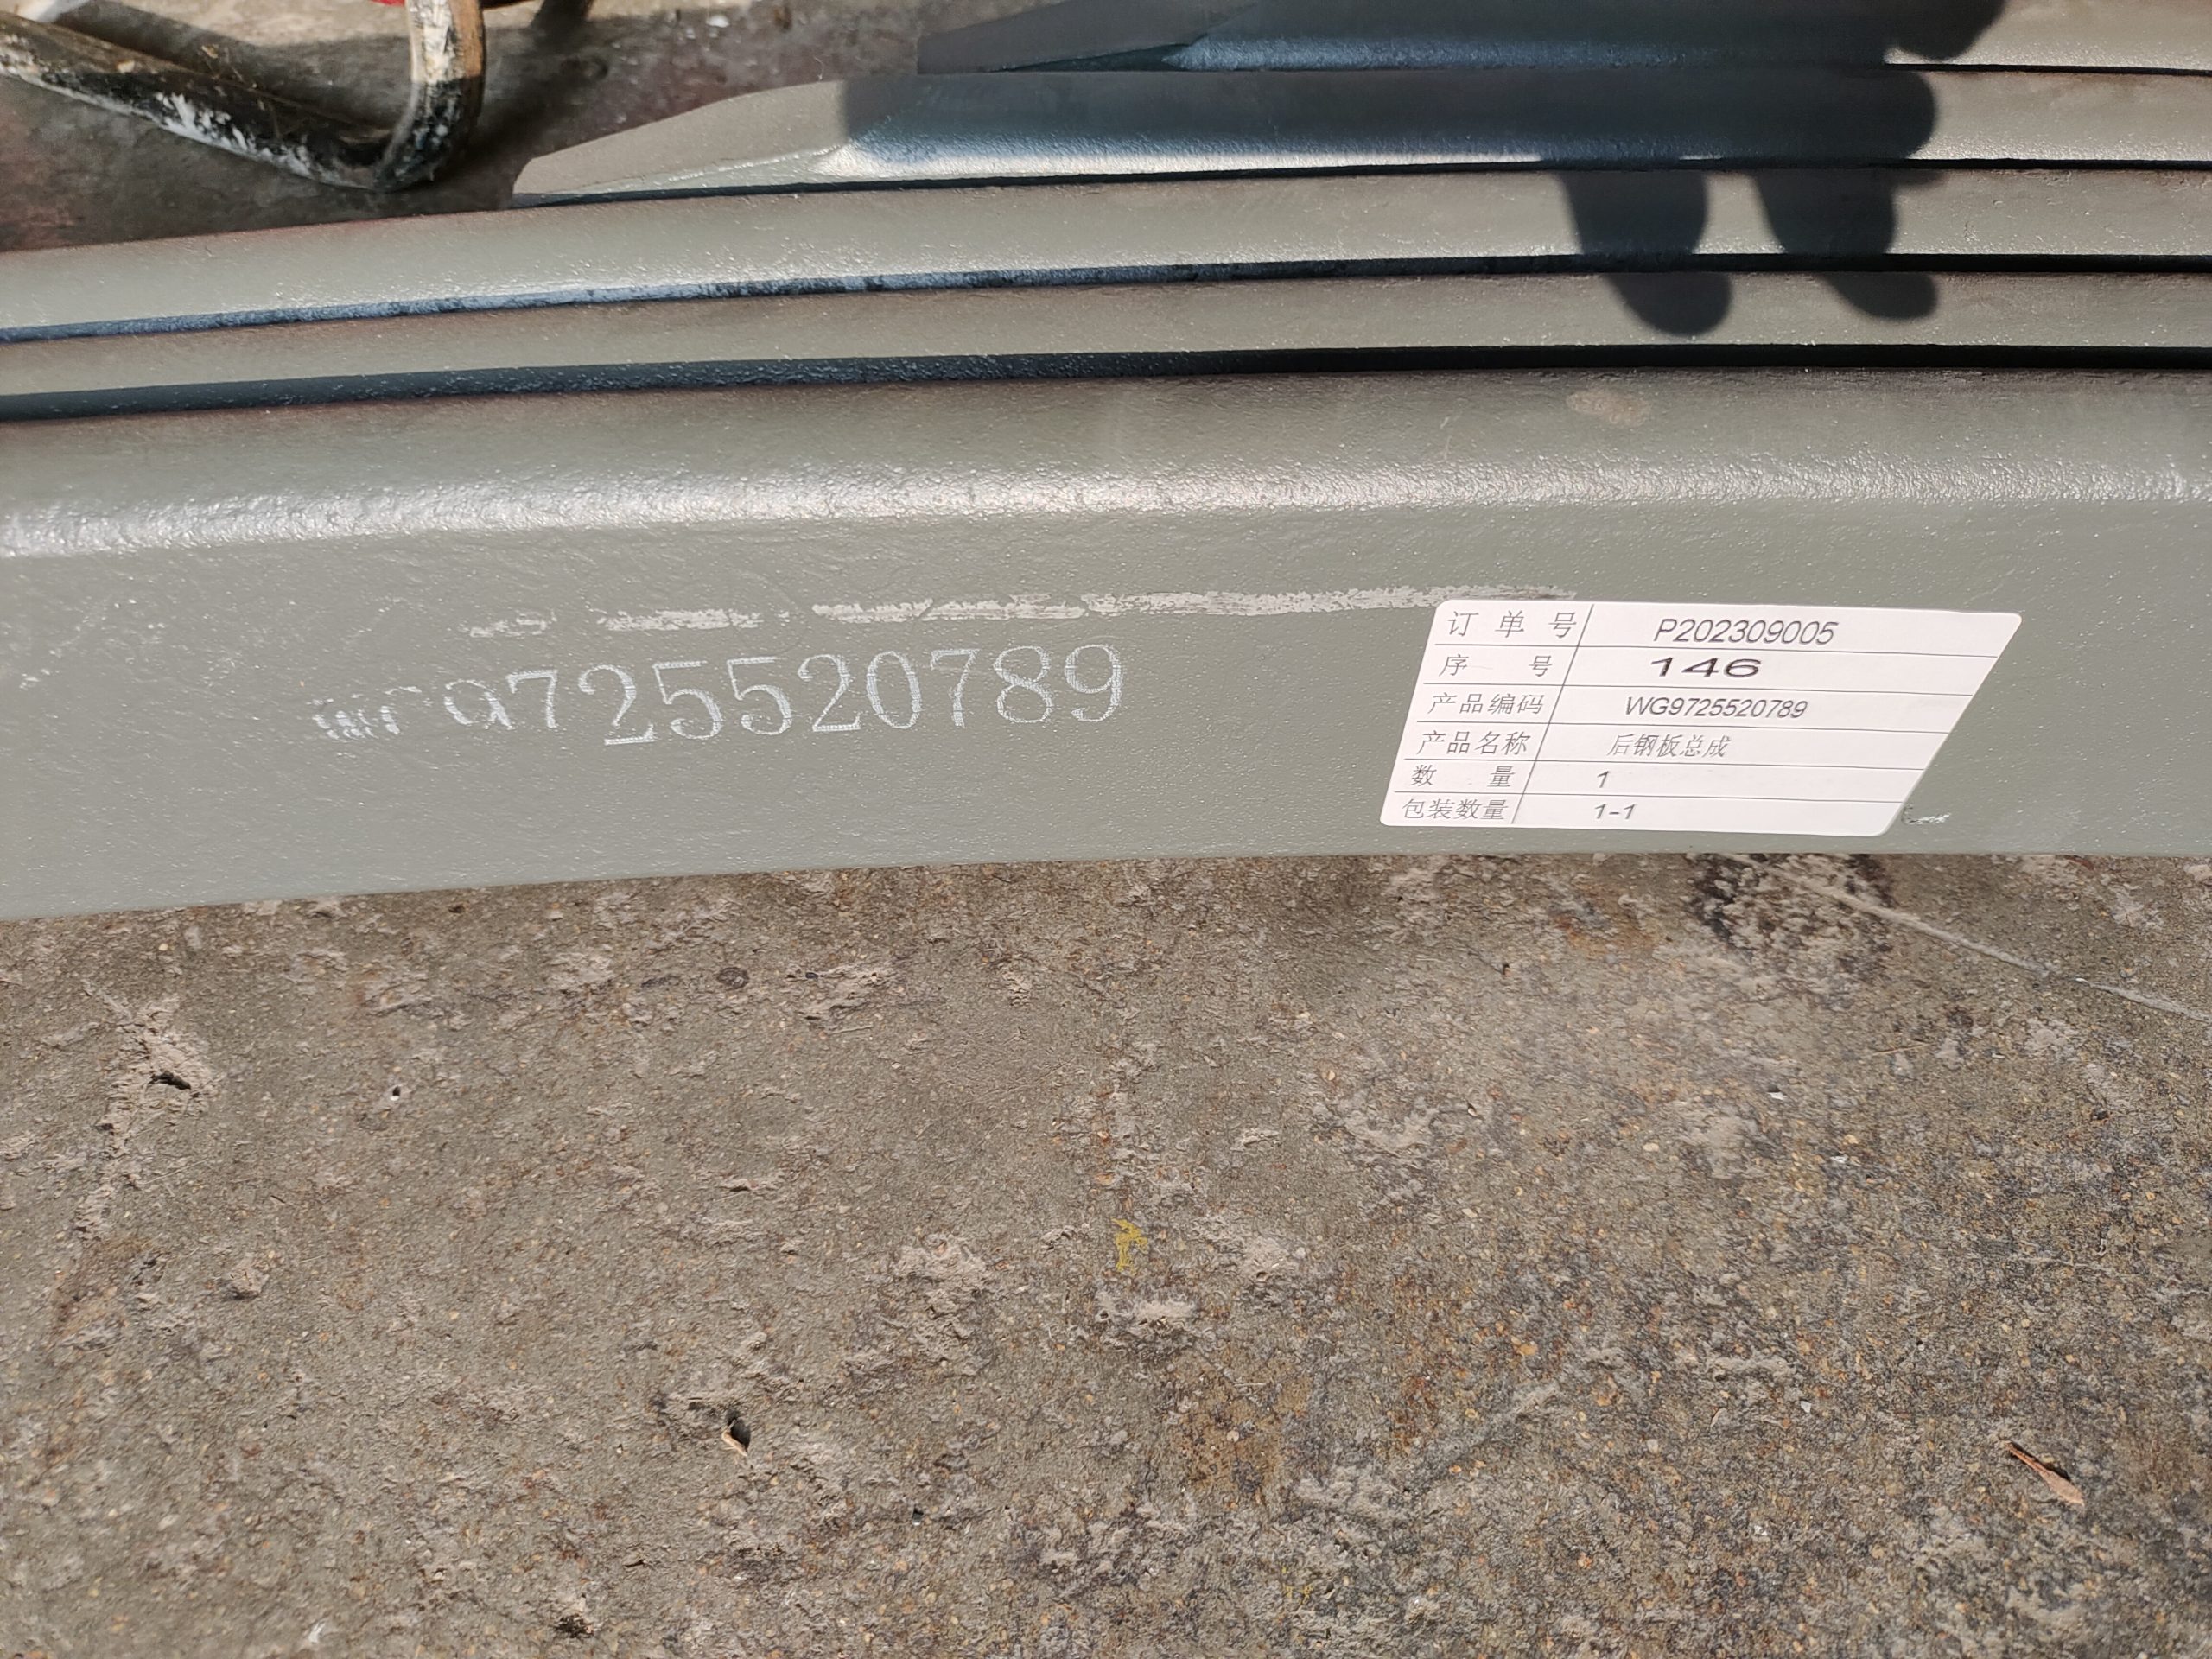 9725520789
订单号 P202309005
序号 146
产品编码 WG9725520789
产品名称 后钢板总成
数量 1
包装数量 1-1